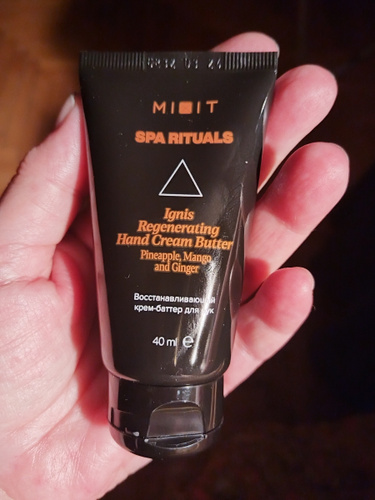 MIXIT
SPA RITUALS
Ignis
Regenerating
Hand Cream Butter
Pineapple, Mango
and Ginger
Восстанавливающий
крем-баттер для рук
40 ml e